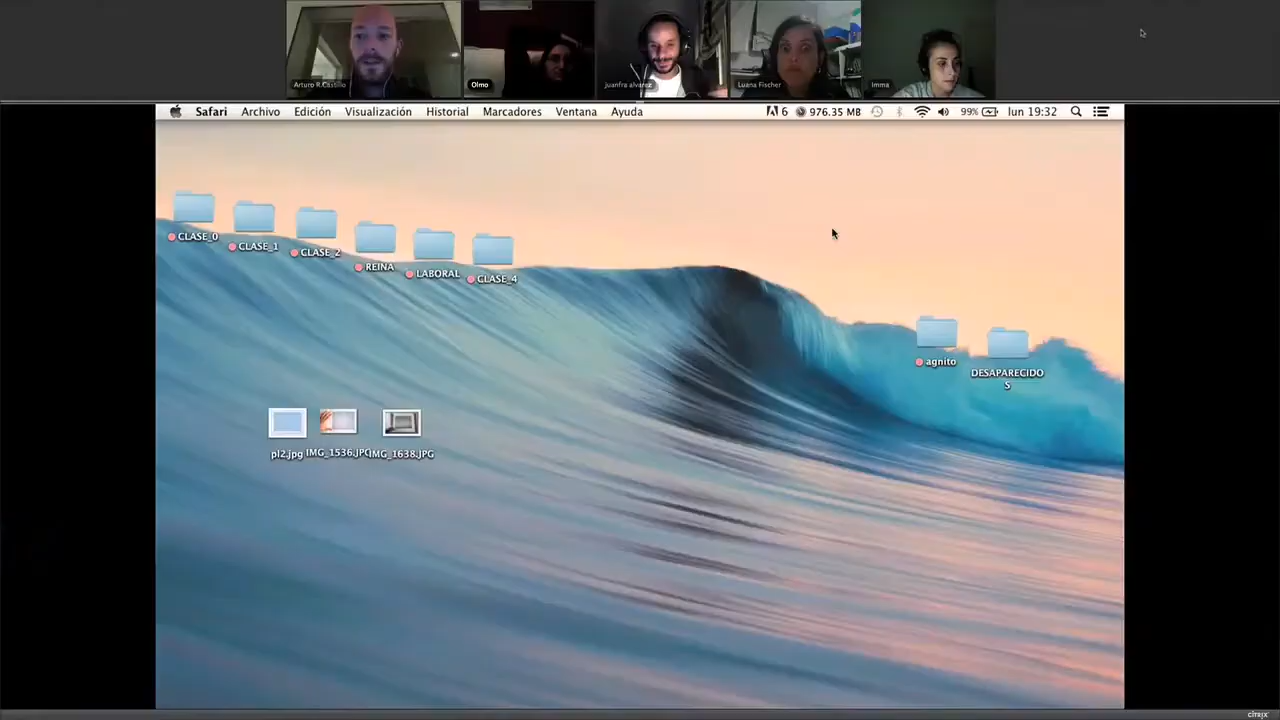 Arturo R.Castillo
Olmo
Juanfra alvarez
Luana Fischer
Imma
Safari Archivo Edición Visualización Historial Marcadores Ventana Ayuda 6 976.35 MB 99% lun 19:32
CLASE_0
CLASE_1
CLASE_2
REINA
LABORAL
CLASE_4
agnito
DESAPARECIDO
S
pl2.jpg
IMG_1536.JPG
IMG_1638.JPG
CITRIX